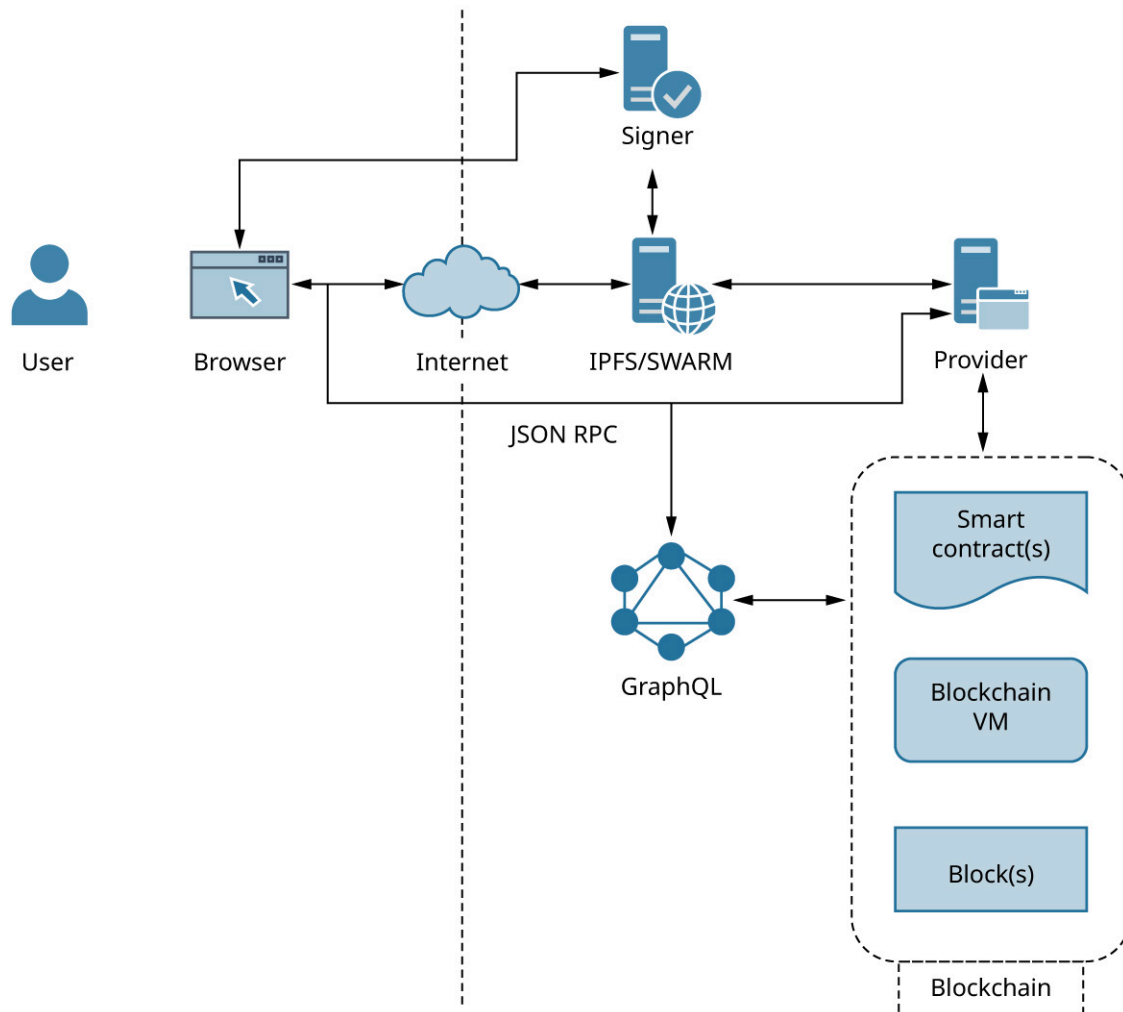 Signer
User
Browser
Internet
IPFS/SWARM
Provider
JSON RPC
Smart
contract(s)
GraphQL
Blockchain
VM
Block(s)
Blockchain